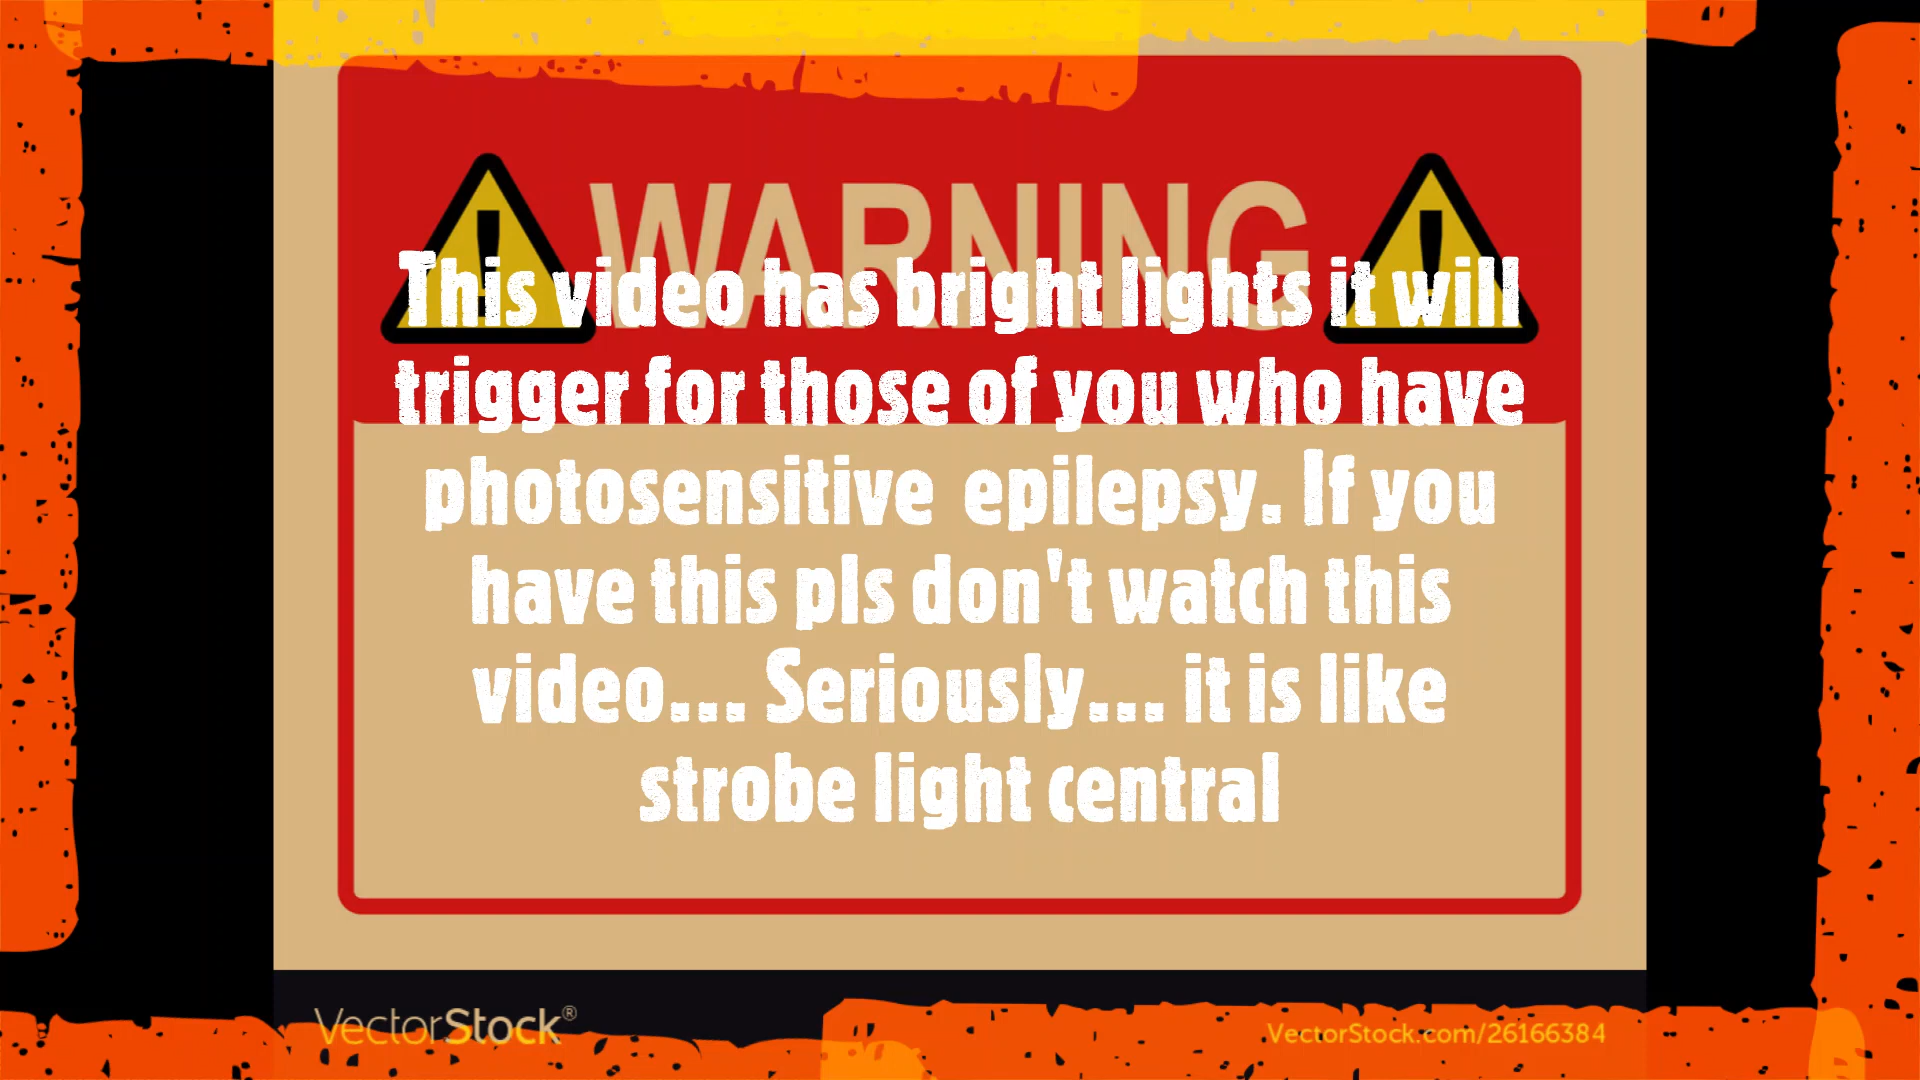 WARNING
This video has bright lights it will
trigger for those of you who have
photosensitive epilepsy. If you
have this pls don't watch this
video... Seriously... it is like
strobe light central
VectorStock®
VectorStock.com/26166384